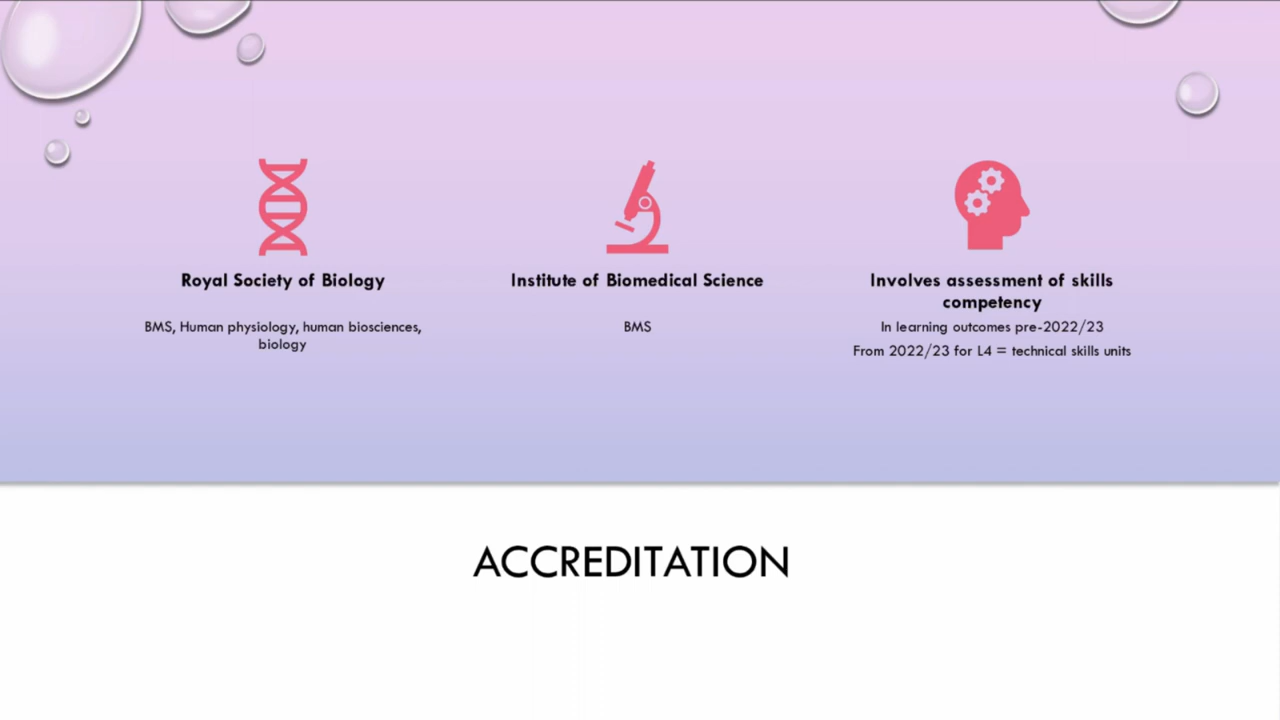 Royal Society of Biology
BMS, Human physiology, human biosciences,
biology
Institute of Biomedical Science
BMS
Involves assessment of skills
competency
In learning outcomes pre-2022/23
From 2022/23 for L4 = technical skills units
ACCREDITATION